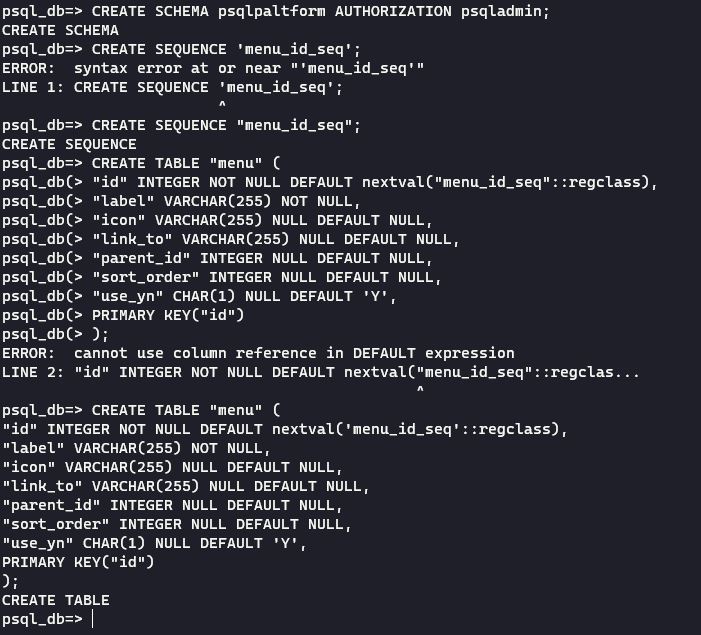 psql_db=> CREATE SCHEMA psqlpaltform AUTHORIZATION psqladmin;
CREATE SCHEMA
psql_db=> CREATE SEQUENCE 'menu_id_seq';
ERROR:  syntax error at or near "'menu_id_seq'"
LINE 1: CREATE SEQUENCE 'menu_id_seq';
                        ^
psql_db=> CREATE SEQUENCE "menu_id_seq";
CREATE SEQUENCE
psql_db=> CREATE TABLE "menu" (
psql_db(> "id" INTEGER NOT NULL DEFAULT nextval("menu_id_seq"::regclass),
psql_db(> "label" VARCHAR(255) NOT NULL,
psql_db(> "icon" VARCHAR(255) NULL DEFAULT NULL,
psql_db(> "link_to" VARCHAR(255) NULL DEFAULT NULL,
psql_db(> "parent_id" INTEGER NULL DEFAULT NULL,
psql_db(> "sort_order" INTEGER NULL DEFAULT NULL,
psql_db(> "use_yn" CHAR(1) NULL DEFAULT 'Y',
psql_db(> PRIMARY KEY("id")
psql_db(> );
ERROR:  cannot use column reference in DEFAULT expression
LINE 2: "id" INTEGER NOT NULL DEFAULT nextval("menu_id_seq"::regclas...
                                              ^
psql_db=> CREATE TABLE "menu" (
"id" INTEGER NOT NULL DEFAULT nextval('menu_id_seq'::regclass),
"label" VARCHAR(255) NOT NULL,
"icon" VARCHAR(255) NULL DEFAULT NULL,
"link_to" VARCHAR(255) NULL DEFAULT NULL,
"parent_id" INTEGER NULL DEFAULT NULL,
"sort_order" INTEGER NULL DEFAULT NULL,
"use_yn" CHAR(1) NULL DEFAULT 'Y',
PRIMARY KEY("id")
);
CREATE TABLE
psql_db=>